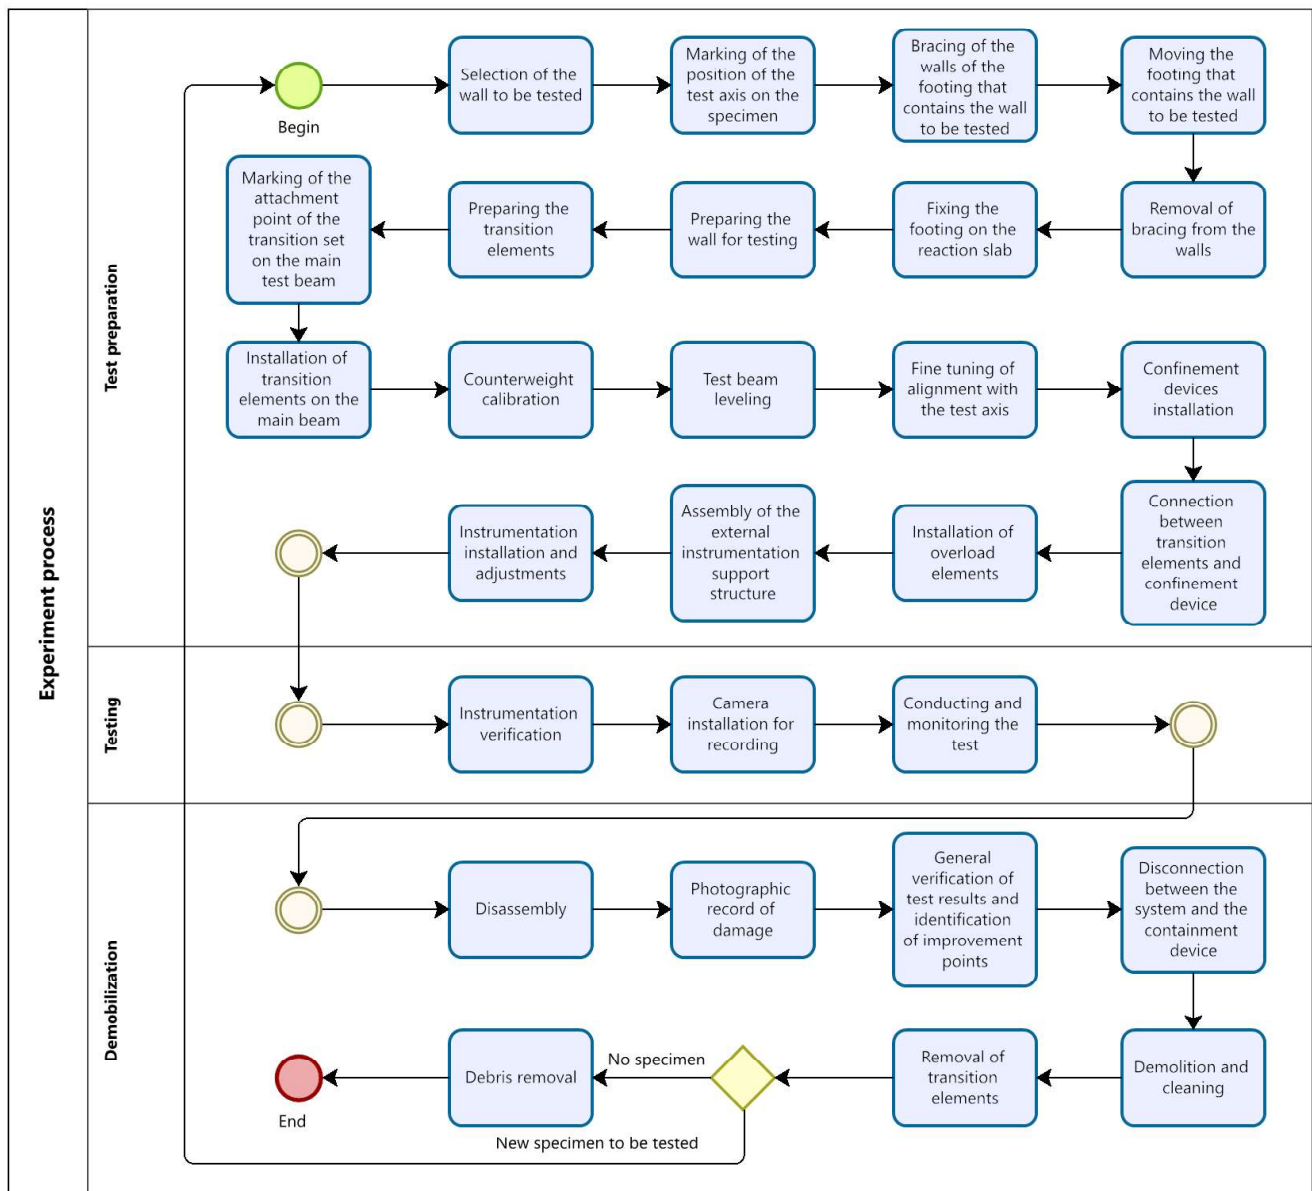 Experiment process
Test preparation
Begin
Selection of the
wall to be tested
Marking of the
position of the
test axis on the
specimen
Bracing of the
walls of the
footing that
contains the wall
to be tested
Moving the
footing that
contains the wall
to be tested
Removal of
bracing from the
walls
Fixing the
footing on the
reaction slab
Preparing the
wall for testing
Preparing the
transition
elements
Marking of the
attachment
point of the
transition set
on the main
test beam
Installation of
transition
elements on the
main beam
Counterweight
calibration
Test beam
leveling
Fine tuning of
alignment with
the test axis
Confinement
devices
installation
Connection
between
transition
elements and
confinement
device
Installation of
overload
elements
Assembly of the
external
instrumentation
support
structure
Instrumentation
installation and
adjustments
Testing
Instrumentation
verification
Camera
installation for
recording
Conducting and
monitoring the
test
Demobilization
Disassembly
Photographic
record of
damage
General
verification of
test results and
identification
of improvement
points
Disconnection
between the
system and the
containment
device
Demolition and
cleaning
Removal of
transition
elements
No specimen
New specimen to be tested
Debris removal
End